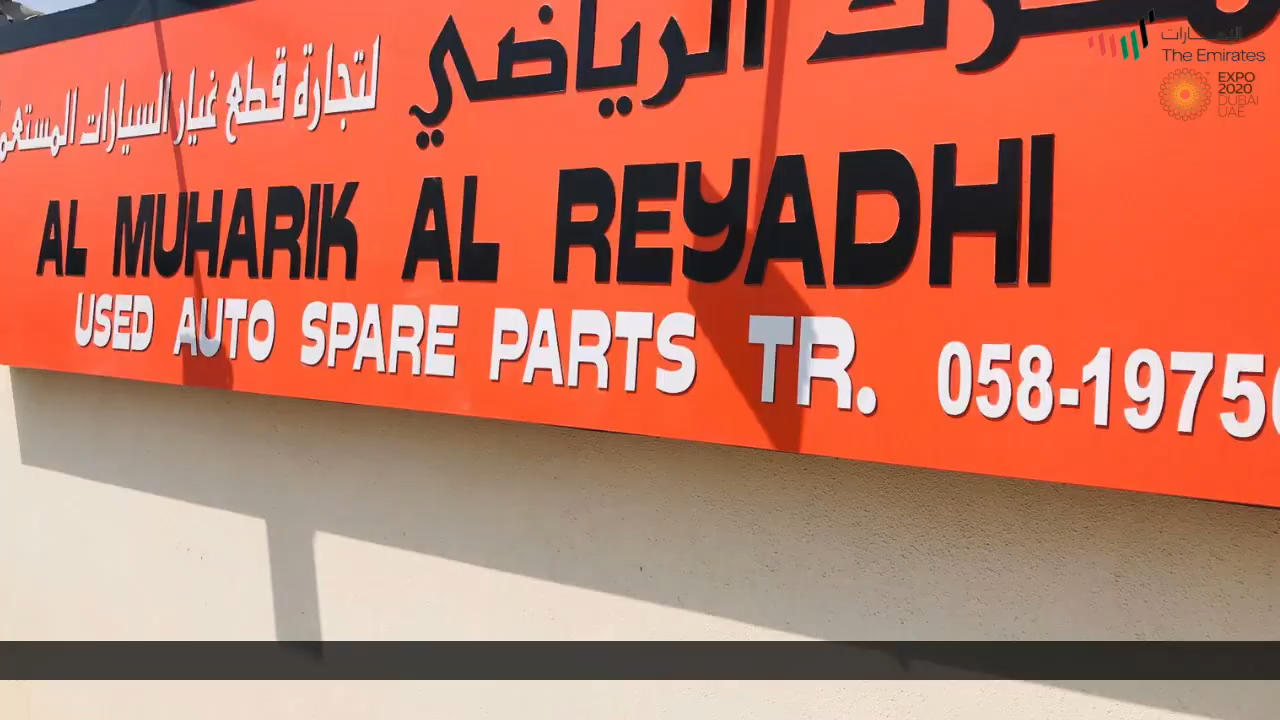 الرياضي
لتجارة قطع غيار السيارات
AL MUHARIK AL REYADHI
USED AUTO SPARE PARTS TR. 058-1975
الإمارات
The Emirates
EXPO
2020
DUBAI
UAE